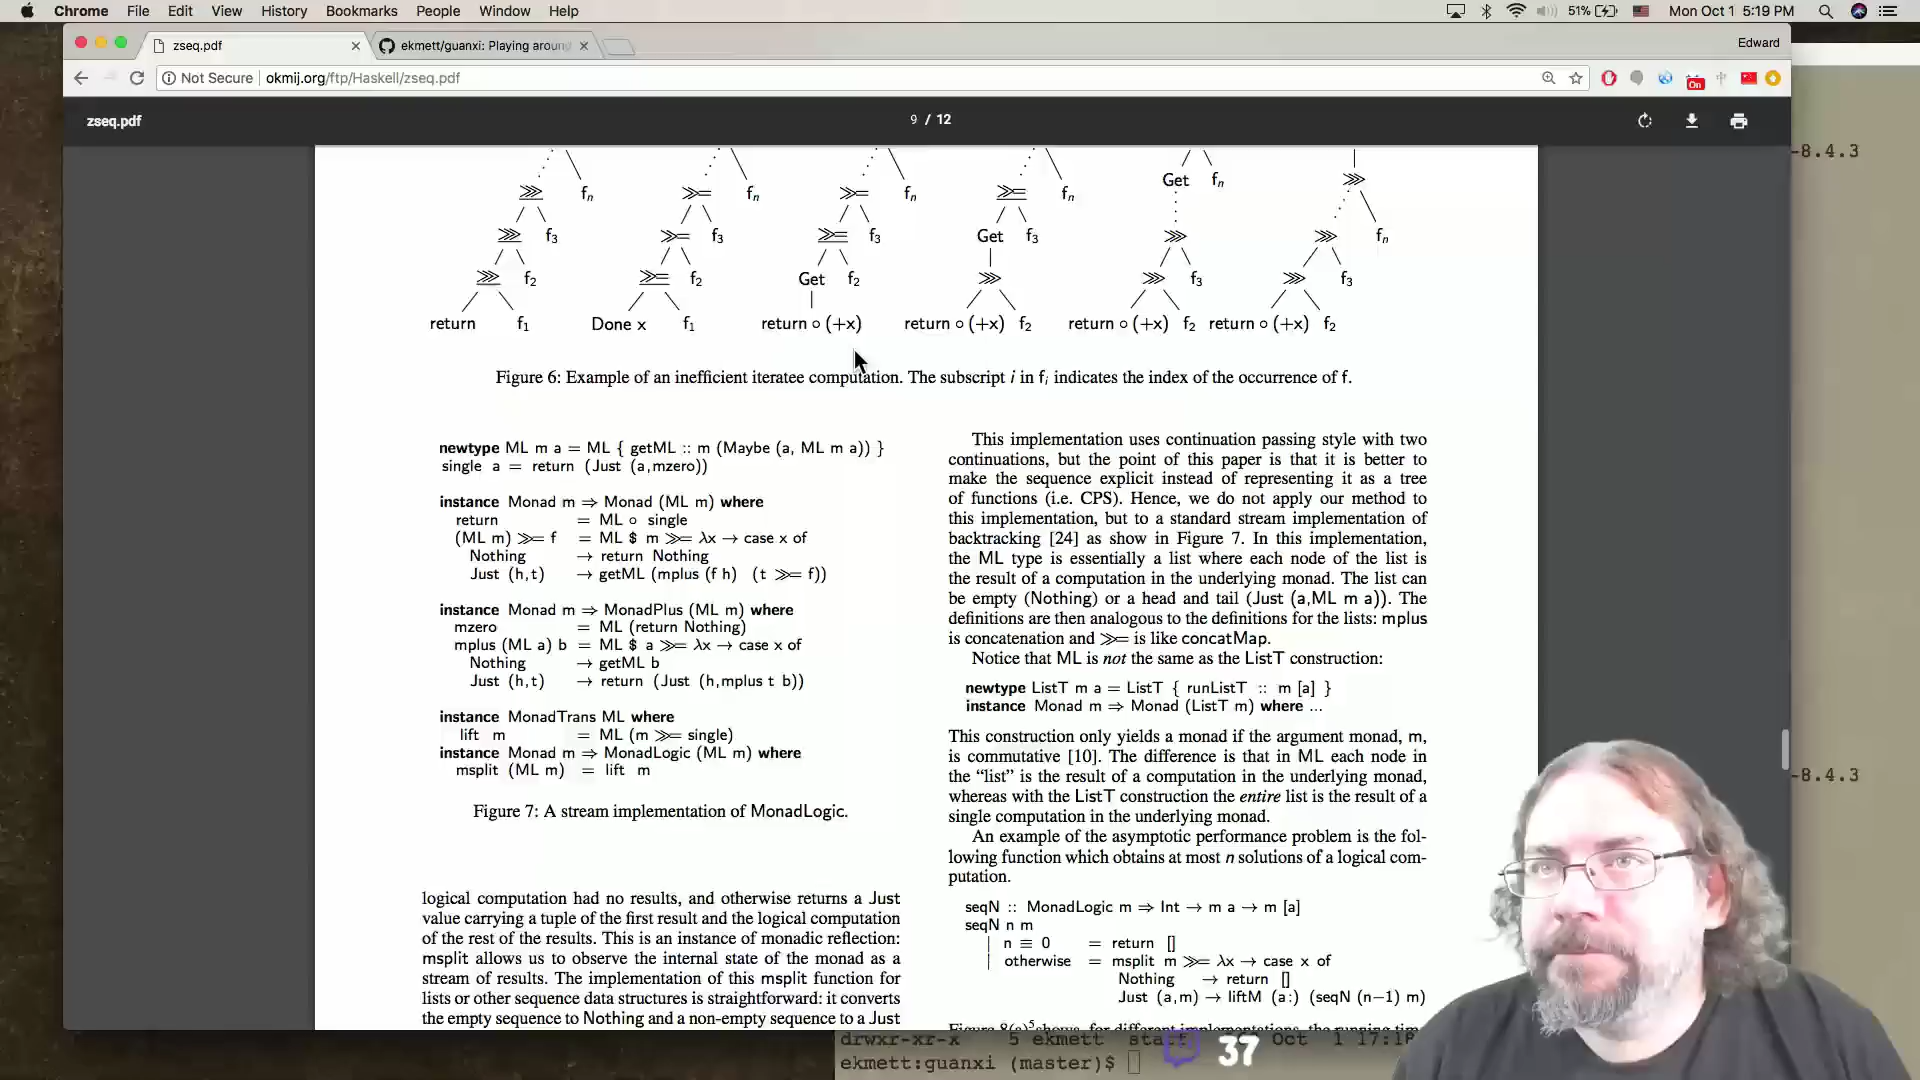 Chrome File Edit View History Bookmarks People Window Help 51% Mon Oct 1 5:19 PM
zseq.pdf ekmett/guanxi: Playing aroun Edward
Not Secure okmij.org/ftp/Haskell/zseq.pdf On
zseq.pdf 9 / 12
-8.4.3
⋙ fn ⋙= fn ⋙= fn ⋙= fn Get fn ⋙
⋙ f3 ⋙= f3 ⋙= f3 Get f3 ⋙ ⋙ fn
⋙ f2 ⋙= f2 Get f2 ⋙ ⋙ f3 ⋙ f3
return f1 Done x f1 return ∘ (+x) return ∘ (+x) f2 return ∘ (+x) f2 return ∘ (+x) f2
Figure 6: Example of an inefficient iteratee computation. The subscript i in fi indicates the index of the occurrence of f.
newtype ML m a = ML { getML :: m (Maybe (a, ML m a)) }
single a = return (Just (a,mzero))
instance Monad m ⇒ Monad (ML m) where
return = ML ∘ single
(ML m) ≫= f = ML $ m ≫= λx → case x of
Nothing → return Nothing
Just (h,t) → getML (mplus (f h) (t ≫= f))
instance Monad m ⇒ MonadPlus (ML m) where
mzero = ML (return Nothing)
mplus (ML a) b = ML $ a ≫= λx → case x of
Nothing → getML b
Just (h,t) → return (Just (h,mplus t b))
instance MonadTrans ML where
lift m = ML (m ≫= single)
instance Monad m ⇒ MonadLogic (ML m) where
msplit (ML m) = lift m
Figure 7: A stream implementation of MonadLogic.
logical computation had no results, and otherwise returns a Just
value carrying a tuple of the first result and the logical computation
of the rest of the results. This is an instance of monadic reflection:
msplit allows us to observe the internal state of the monad as a
stream of results. The implementation of this msplit function for
lists or other sequence data structures is straightforward: it converts
the empty sequence to Nothing and a non-empty sequence to a Just
This implementation uses continuation passing style with two
continuations, but the point of this paper is that it is better to
make the sequence explicit instead of representing it as a tree
of functions (i.e. CPS). Hence, we do not apply our method to
this implementation, but to a standard stream implementation of
backtracking [24] as show in Figure 7. In this implementation,
the ML type is essentially a list where each node of the list is
the result of a computation in the underlying monad. The list can
be empty (Nothing) or a head and tail (Just (a,ML m a)). The
definitions are then analogous to the definitions for the lists: mplus
is concatenation and ≫= is like concatMap.
Notice that ML is not the same as the ListT construction:
newtype ListT m a = ListT { runListT :: m [a] }
instance Monad m ⇒ Monad (ListT m) where ...
This construction only yields a monad if the argument monad, m,
is commutative [10]. The difference is that in ML each node in
the “list” is the result of a computation in the underlying monad,
whereas with the ListT construction the entire list is the result of a
single computation in the underlying monad.
An example of the asymptotic performance problem is the fol-
lowing function which obtains at most n solutions of a logical com-
putation.
seqN :: MonadLogic m ⇒ Int → m a → m [a]
seqN n m
| n ≡ 0 = return []
| otherwise = msplit m ≫= λx → case x of
Nothing → return []
Just (a,m) → liftM (a:) (seqN (n−1) m)
Figure 8(a)5 shows, for different implementations, the running time
-8.4.3
drwxr-xr-x 5 ekmett staff Oct 1 17:18
ekmett:guanxi (master)$
37